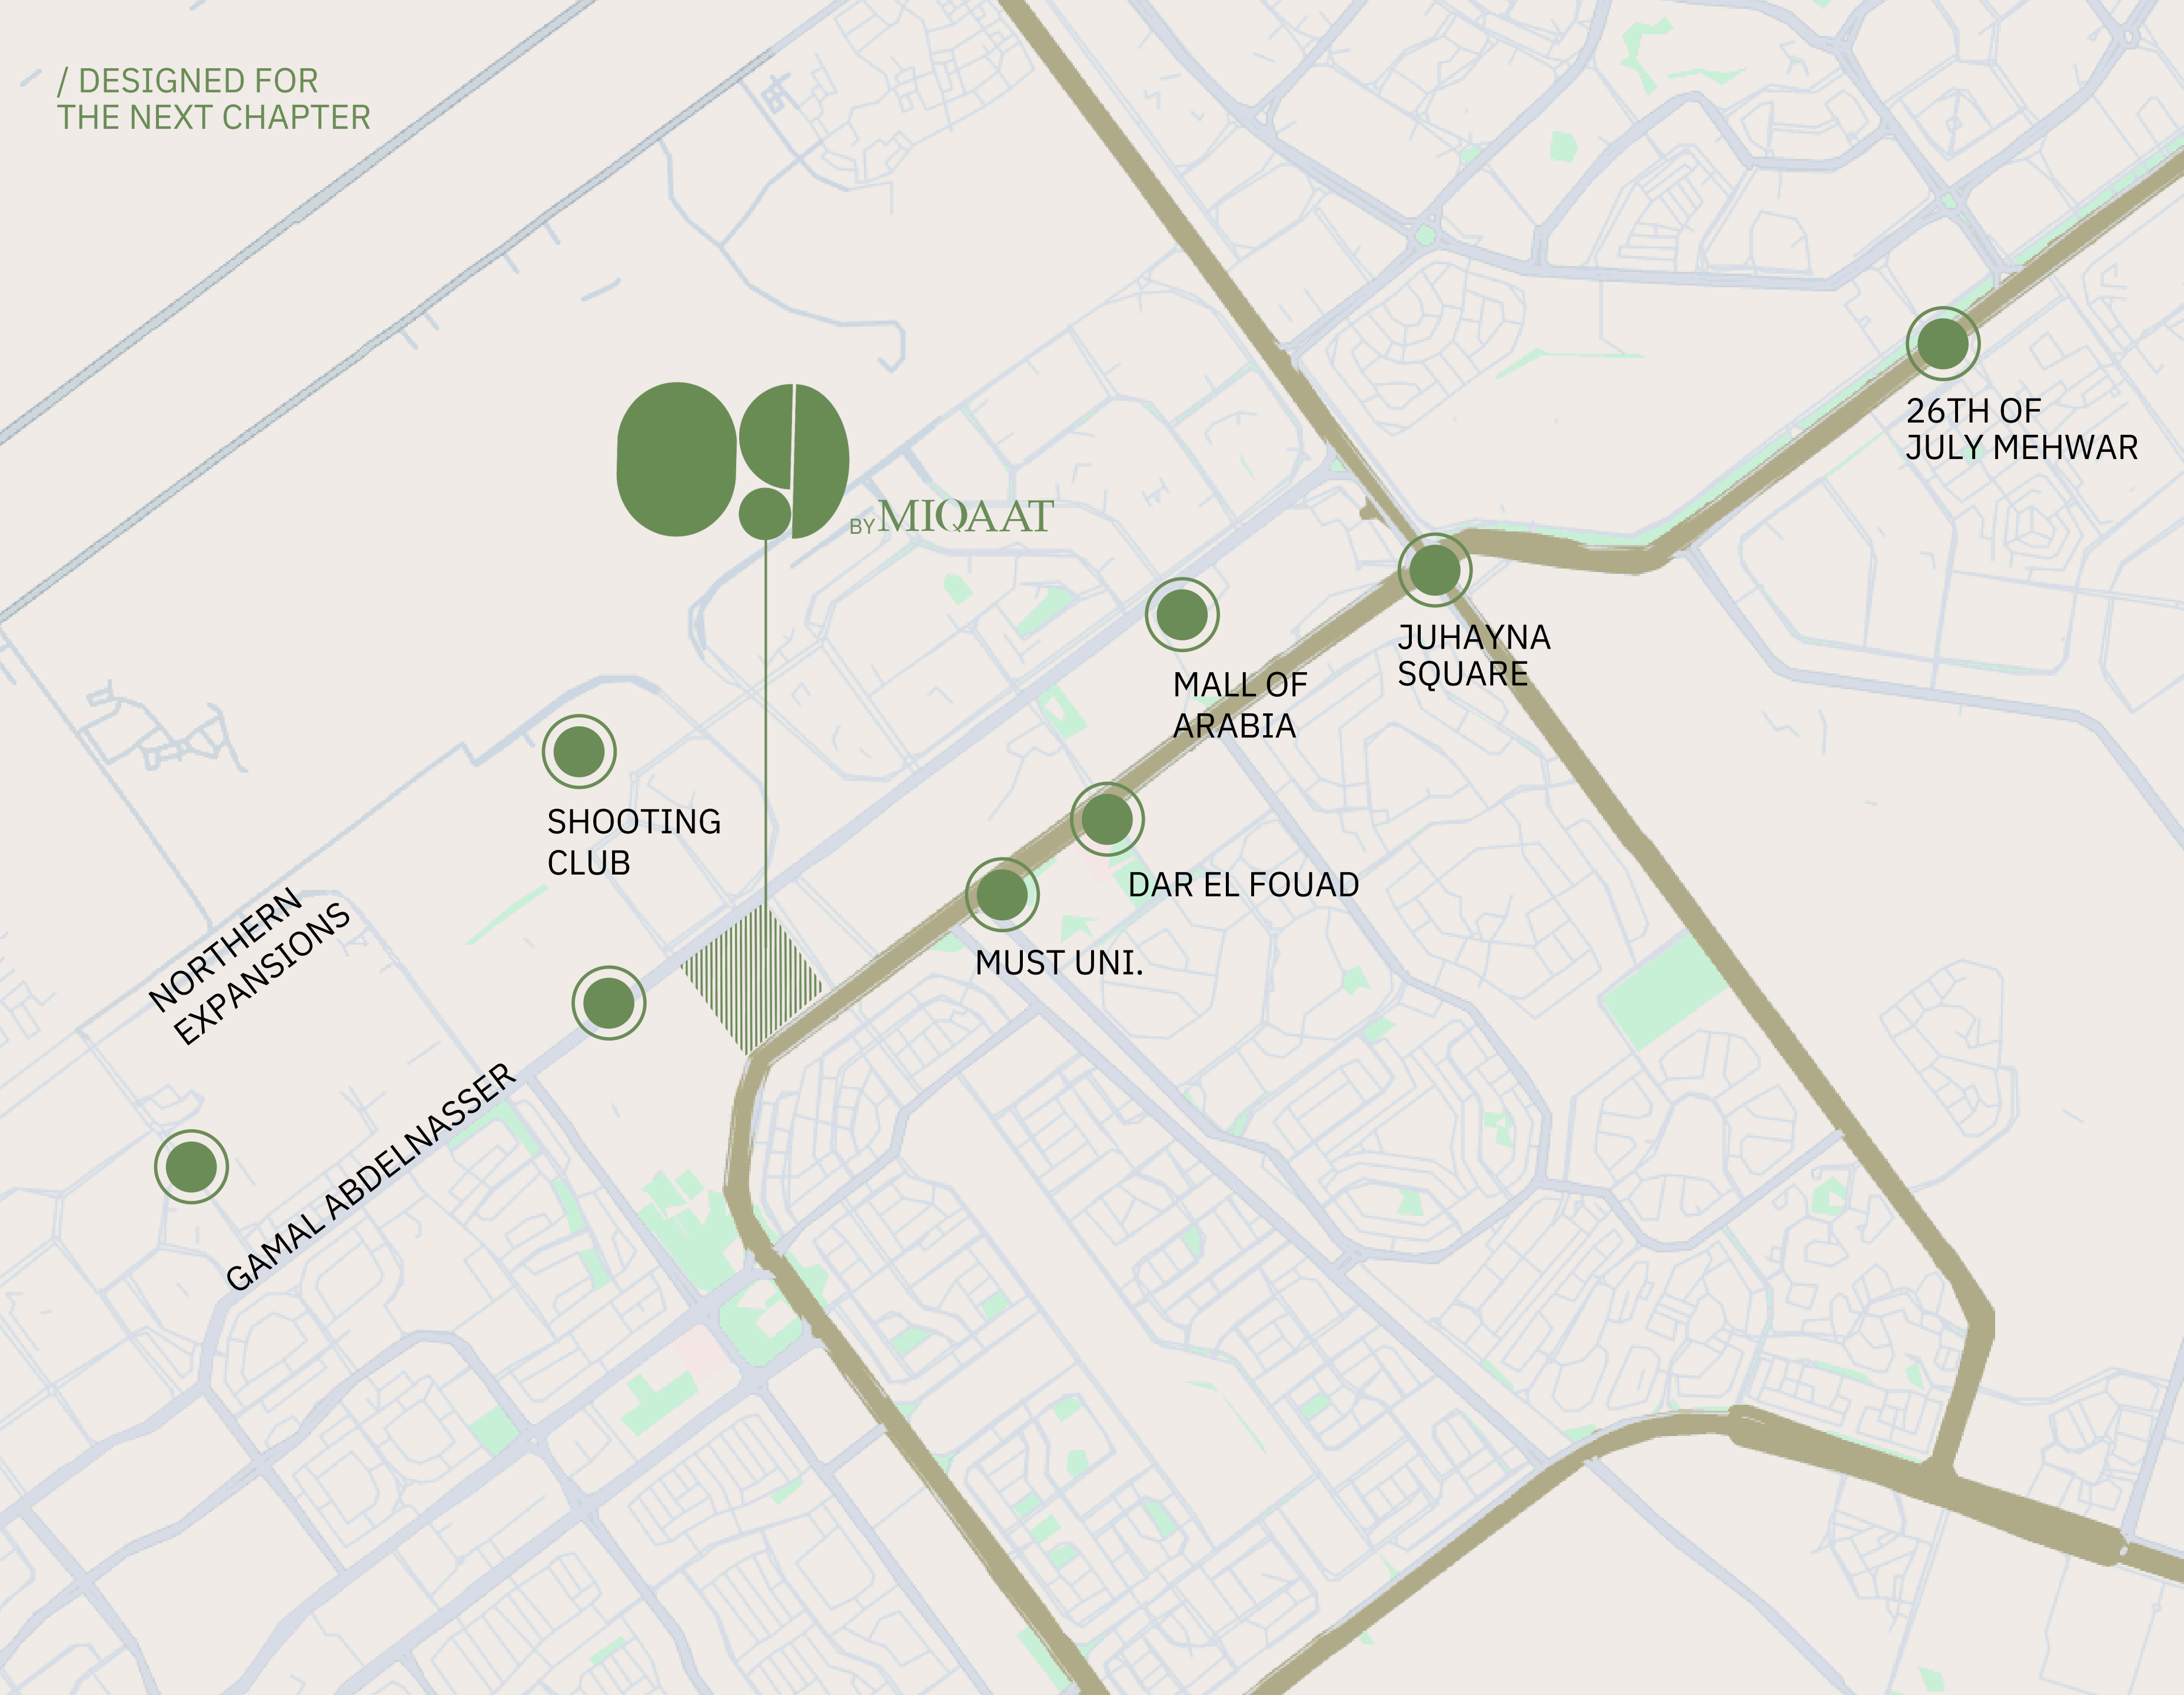 / DESIGNED FOR
THE NEXT CHAPTER
26TH OF
JULY MEHWAR
BY MIQAAT
JUHAYNA
SQUARE
MALL OF
ARABIA
SHOOTING
CLUB
DAR EL FOUAD
MUST UNI.
NORTHERN
EXPANSIONS
GAMAL ABDELNASSER